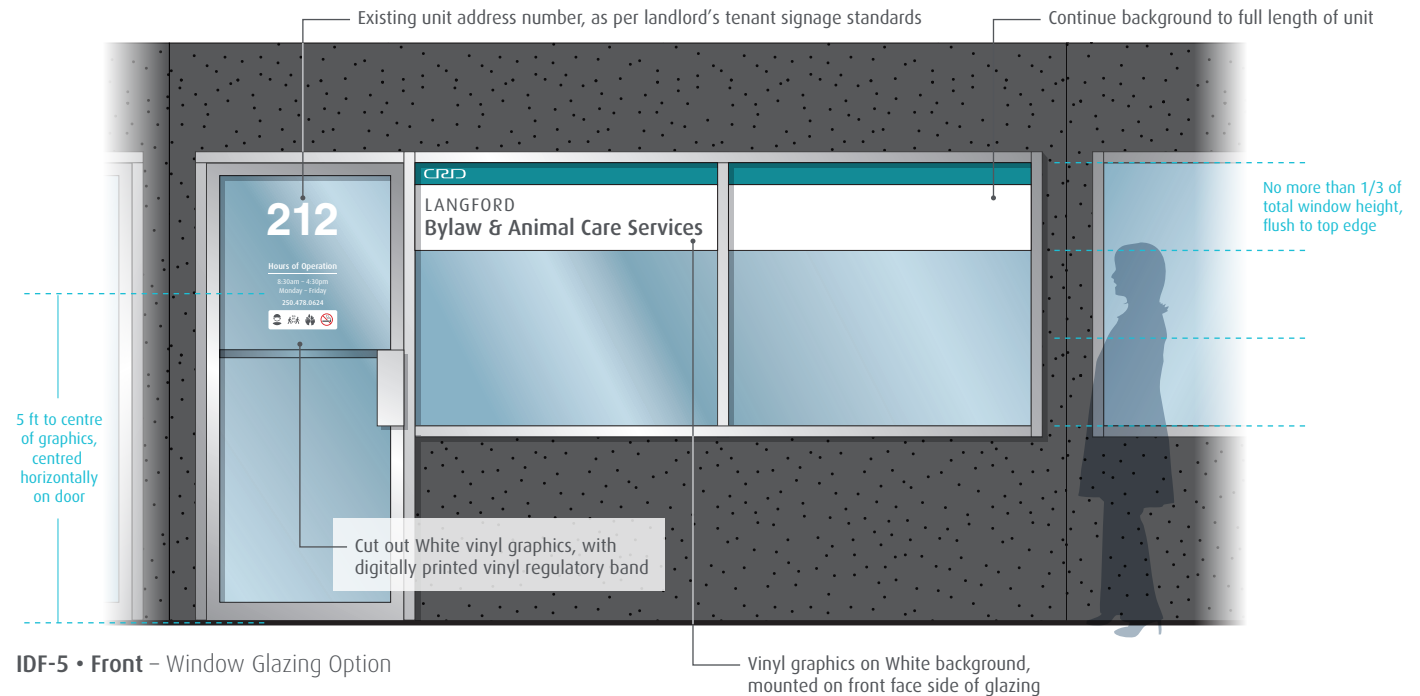 Existing unit address number, as per landlord’s tenant signage standards
Continue background to full length of unit
212
Hours of Operation
8.30am – 4:30pm
Monday – Friday
250.478.0624
CRD
LANGFORD
Bylaw & Animal Care Services
No more than 1/3 of
total window height,
flush to top edge
5 ft to centre
of graphics,
centred
horizontally
on door
Cut out White vinyl graphics, with
digitally printed vinyl regulatory band
IDF-5 • Front – Window Glazing Option
Vinyl graphics on White background,
mounted on front face side of glazing